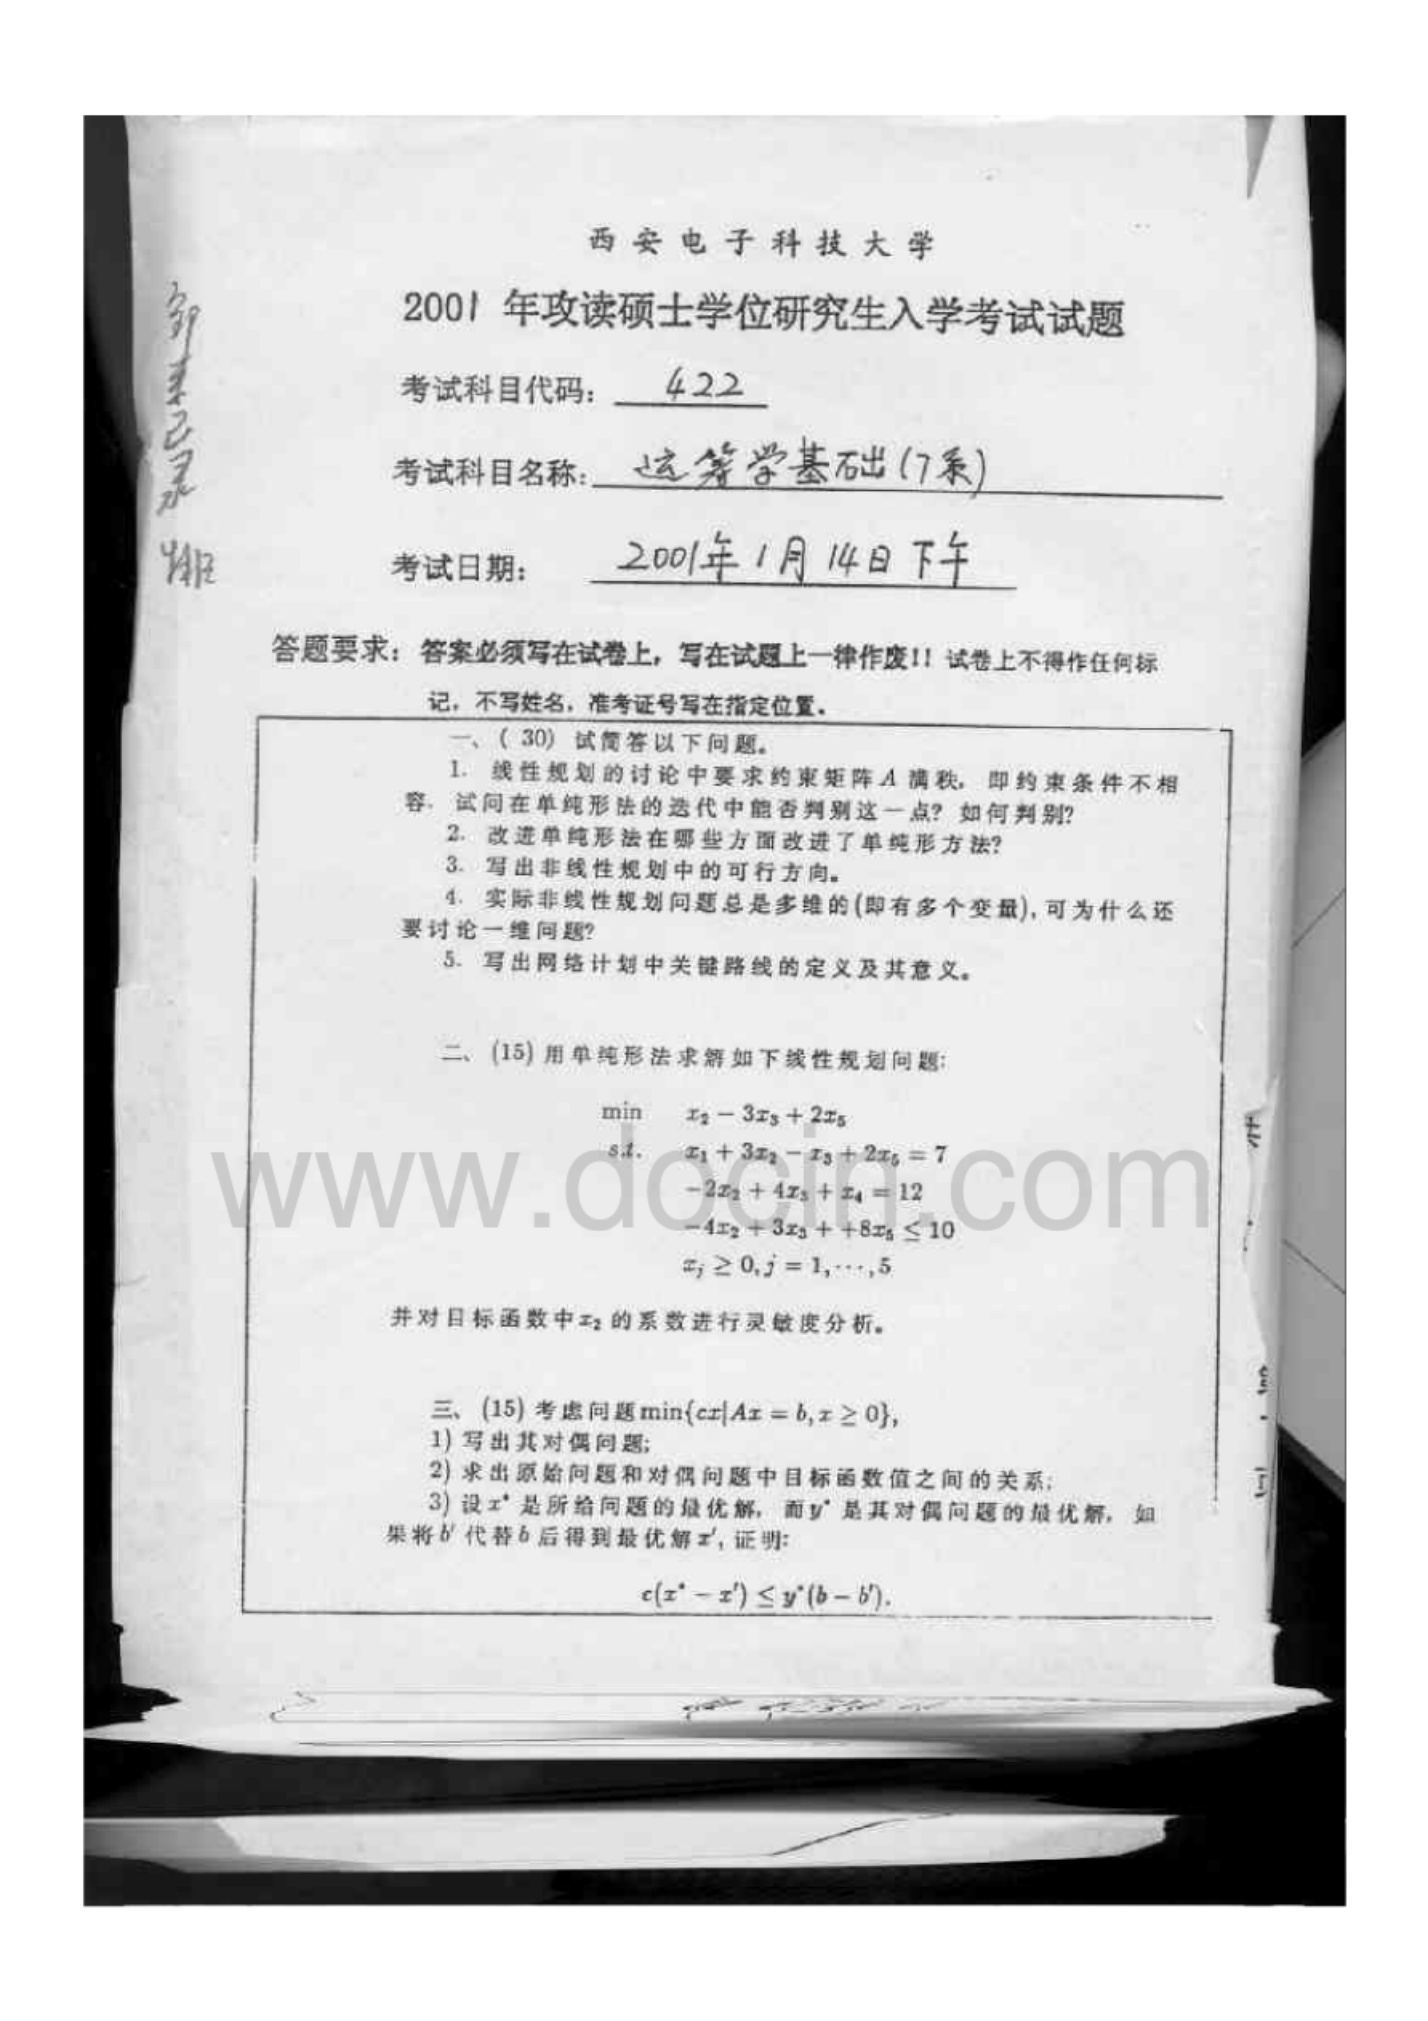 西安电子科技大学
2001 年攻读硕士学位研究生入学考试试题
考试科目代码: 422
考试科目名称: 运筹学基础(7系)
考试日期: 2001年1月14日下午
答题要求: 答案必须写在试卷上, 写在试题上一律作废!! 试卷上不得作任何标
记, 不写姓名, 准考证号写在指定位置。
一、( 30) 试简答以下问题。
1. 线性规划的讨论中要求约束矩阵A 满秩, 即约束条件不相
容. 试问在单纯形法的迭代中能否判别这一点? 如何判别?
2. 改进单纯形法在哪些方面改进了单纯形方法?
3. 写出非线性规划中的可行方向。
4. 实际非线性规划问题总是多维的(即有多个变量), 可为什么还
要讨论一维问题?
5. 写出网络计划中关键路线的定义及其意义。
二、(15) 用单纯形法求解如下线性规划问题:
min x₂ − 3x₃ + 2x₅
s.t. x₁ + 3x₂ − x₃ + 2x₅ = 7
−2x₂ + 4x₃ + x₄ = 12
−4x₂ + 3x₃ + +8x₅ ≤ 10
xⱼ ≥ 0, j = 1, ⋯, 5
并对目标函数中x₂ 的系数进行灵敏度分析。
三、(15) 考虑问题min{cx|Ax = b, x ≥ 0},
1) 写出其对偶问题;
2) 求出原始问题和对偶问题中目标函数值之间的关系;
3) 设x* 是所给问题的最优解, 而y* 是其对偶问题的最优解, 如
果将b′ 代替b 后得到最优解x′, 证明:
c(x* − x′) ≤ y*(b − b′).
共
第一页
www.docin.com